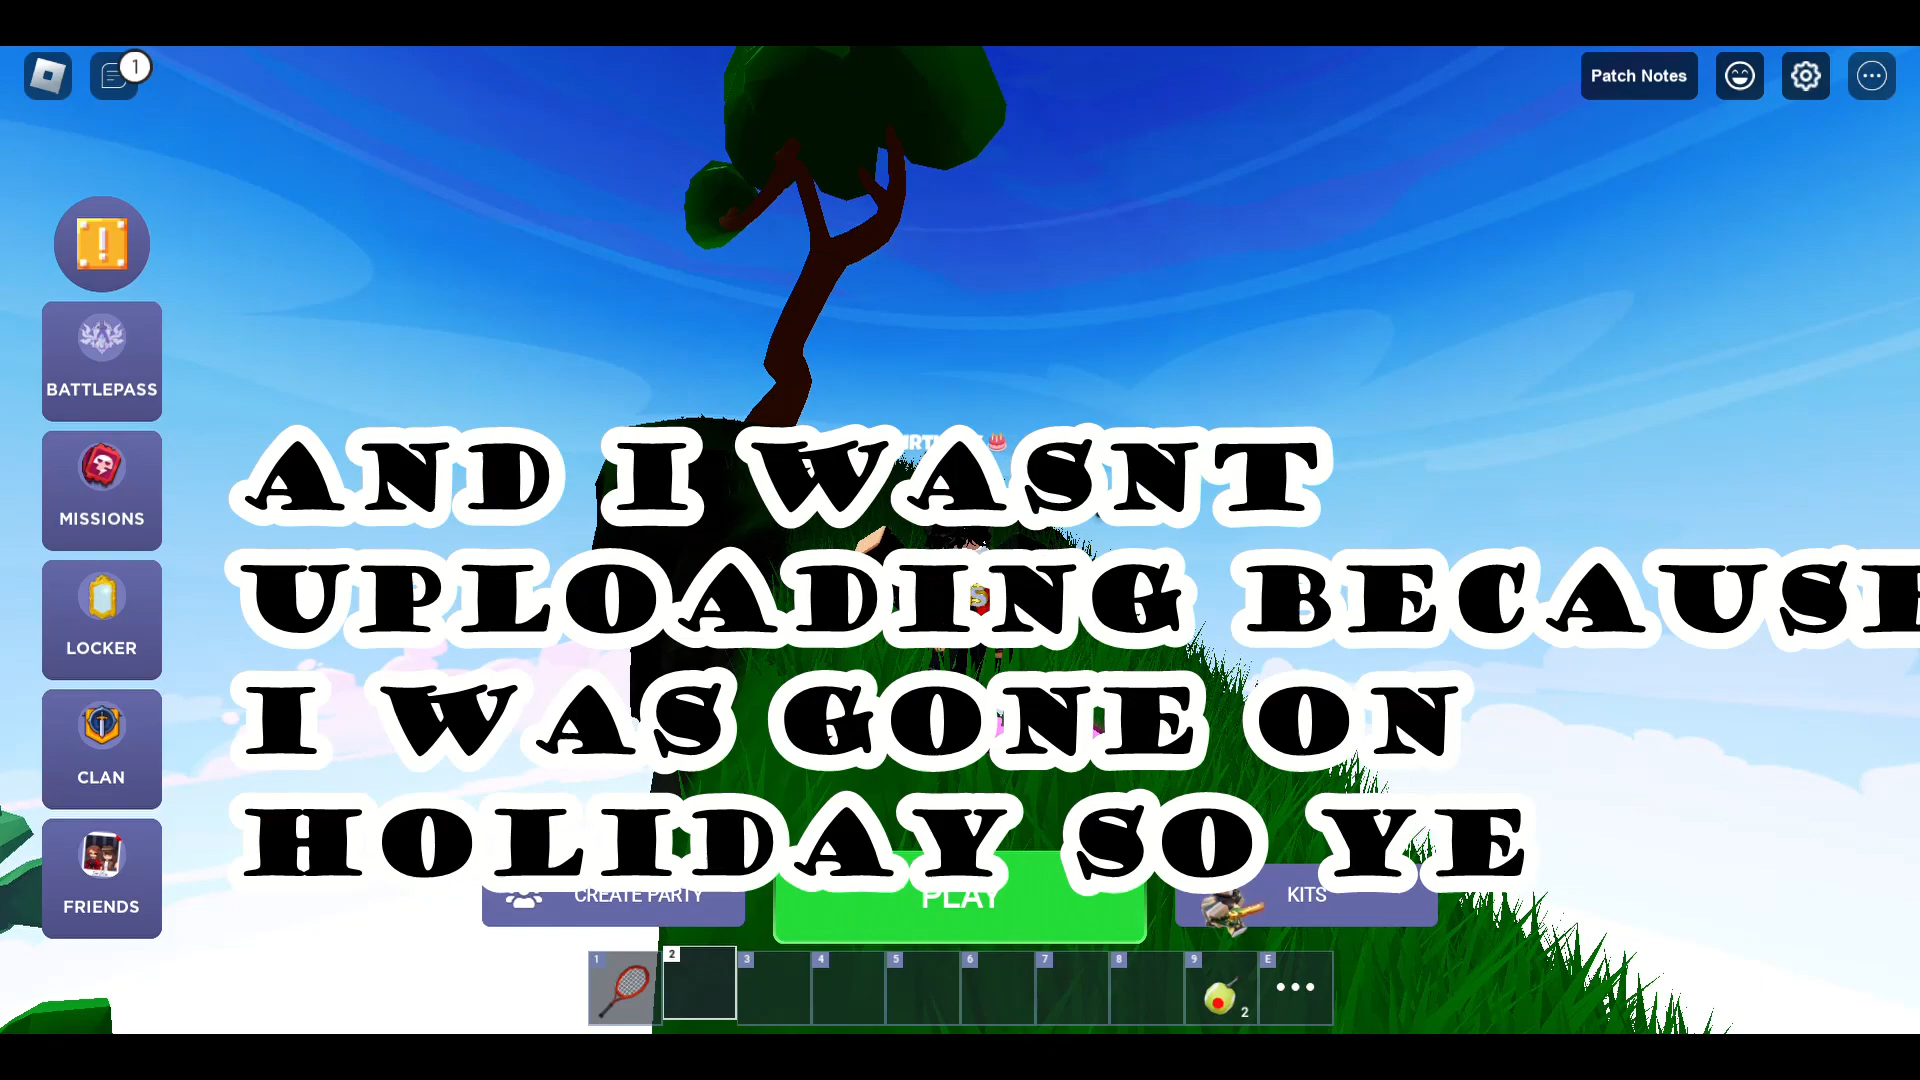 1
Patch Notes
BATTLEPASS
MISSIONS
LOCKER
CLAN
FRIENDS
AND I WASNT
UPLOADING BECAUSE
I WAS GONE ON
HOLIDAY SO YE
CREATE PARTY
PLAY
KITS
1 2 3 4 5 6 7 8 9 E
2